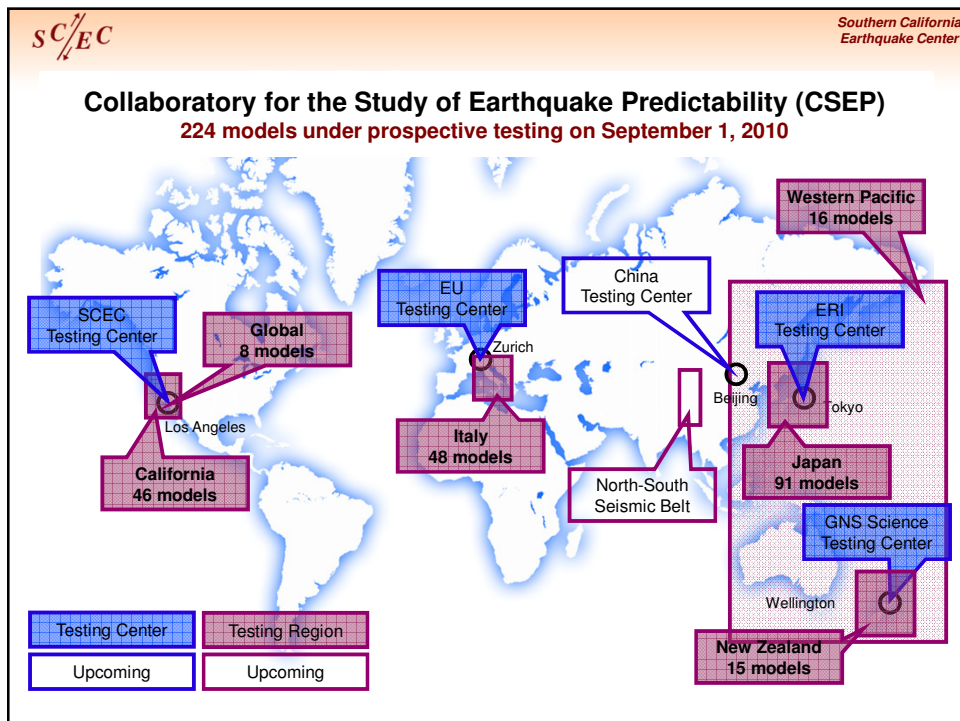 SC/EC
Southern California
Earthquake Center
Collaboratory for the Study of Earthquake Predictability (CSEP)
224 models under prospective testing on September 1, 2010
Western Pacific
16 models
China
Testing Center
EU
Testing Center
ERI
Testing Center
SCEC
Testing Center
Global
8 models
Zurich
Beijing
Tokyo
Los Angeles
Italy
48 models
California
46 models
Japan
91 models
North-South
Seismic Belt
GNS Science
Testing Center
Wellington
Testing Center
Testing Region
New Zealand
15 models
Upcoming
Upcoming